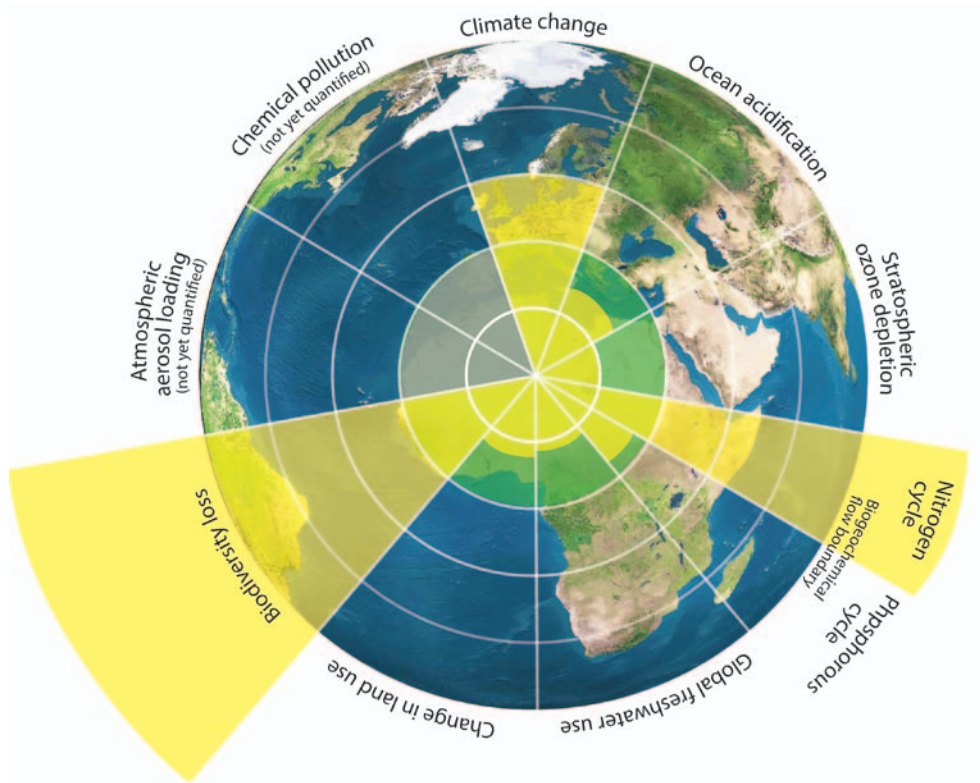 Climate change
Ocean acidification
Stratospheric
ozone depletion
Nitrogen
cycle
Biogeochemical
flow boundary
Phpsphorous
cycle
Global freshwater use
Change in land use
Biodiversity loss
Atmospheric
aerosol loading
(not yet quantified)
Chemical pollution
(not yet quantified)